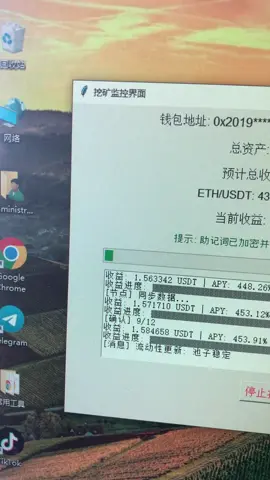 挖矿监控界面
钱包地址: 0x2019****
总资产:
预计总收
ETH/USDT: 43
当前收益:
提示: 助记词已加密并
收益: 1.563342 USDT | APY: 448.26%
收益进度:
[节点] 同步数据...
收益: 1.571710 USDT | APY: 453.12%
收益进度:
[确认] 9/12
收益: 1.584658 USDT | APY: 453.91%
收益进度:
[消息] 流动性更新: 池子稳定
停止
回收站
网络
Administr...
Google
Chrome
Telegram
常用工具
TikTok